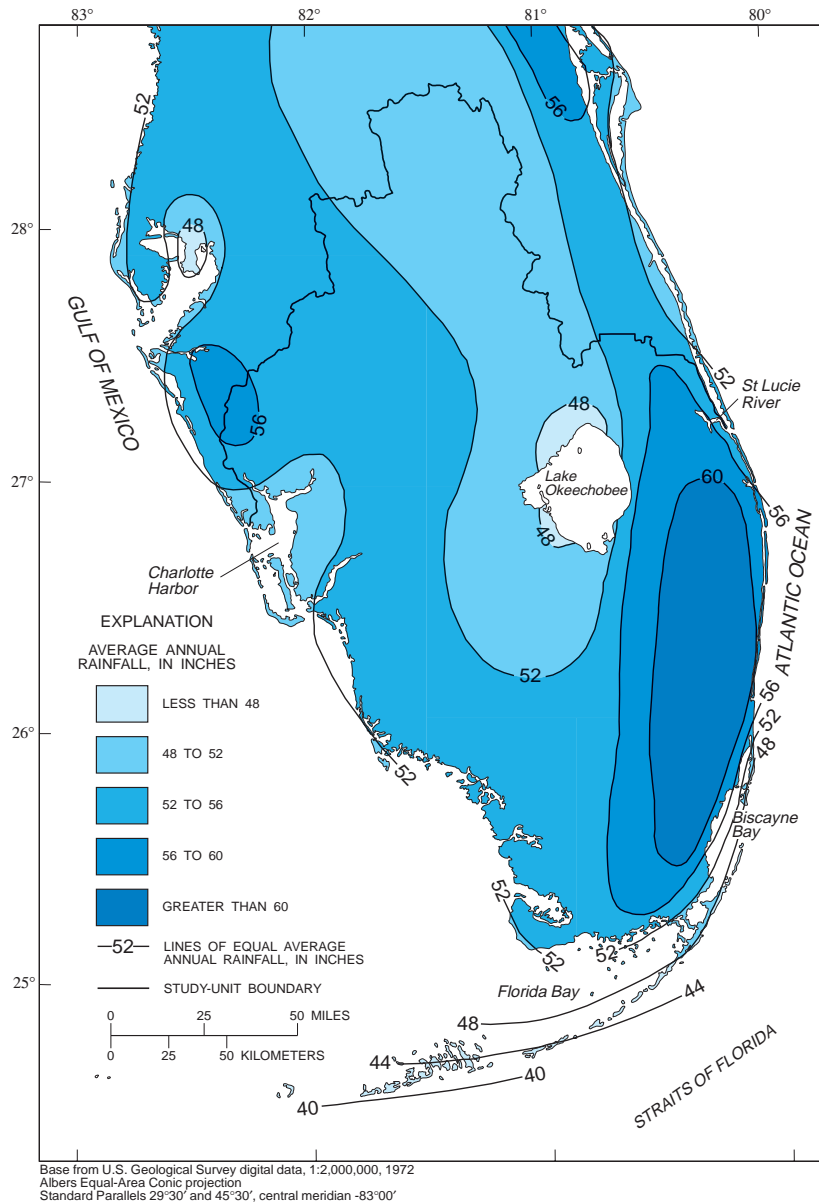 83° 82° 81° 80°
52
56
28°
48
GULF OF MEXICO
52
St Lucie
River
48
56
27°
Lake
Okeechobee
60
56
48
Charlotte
Harbor
ATLANTIC OCEAN
EXPLANATION
AVERAGE ANNUAL
RAINFALL, IN INCHES
LESS THAN 48
48 TO 52
52 TO 56
56 TO 60
GREATER THAN 60
52 LINES OF EQUAL AVERAGE
ANNUAL RAINFALL, IN INCHES
STUDY-UNIT BOUNDARY
0 25 50 MILES
0 25 50 KILOMETERS
52
56
52
48
26°
52
Biscayne
Bay
52
52
52
25°
Florida Bay
44
48
44
40
40
STRAITS OF FLORIDA
83° 82° 81°
Base from U.S. Geological Survey digital data, 1:2,000,000, 1972
Albers Equal-Area Conic projection
Standard Parallels 29°30′ and 45°30′, central meridian -83°00′